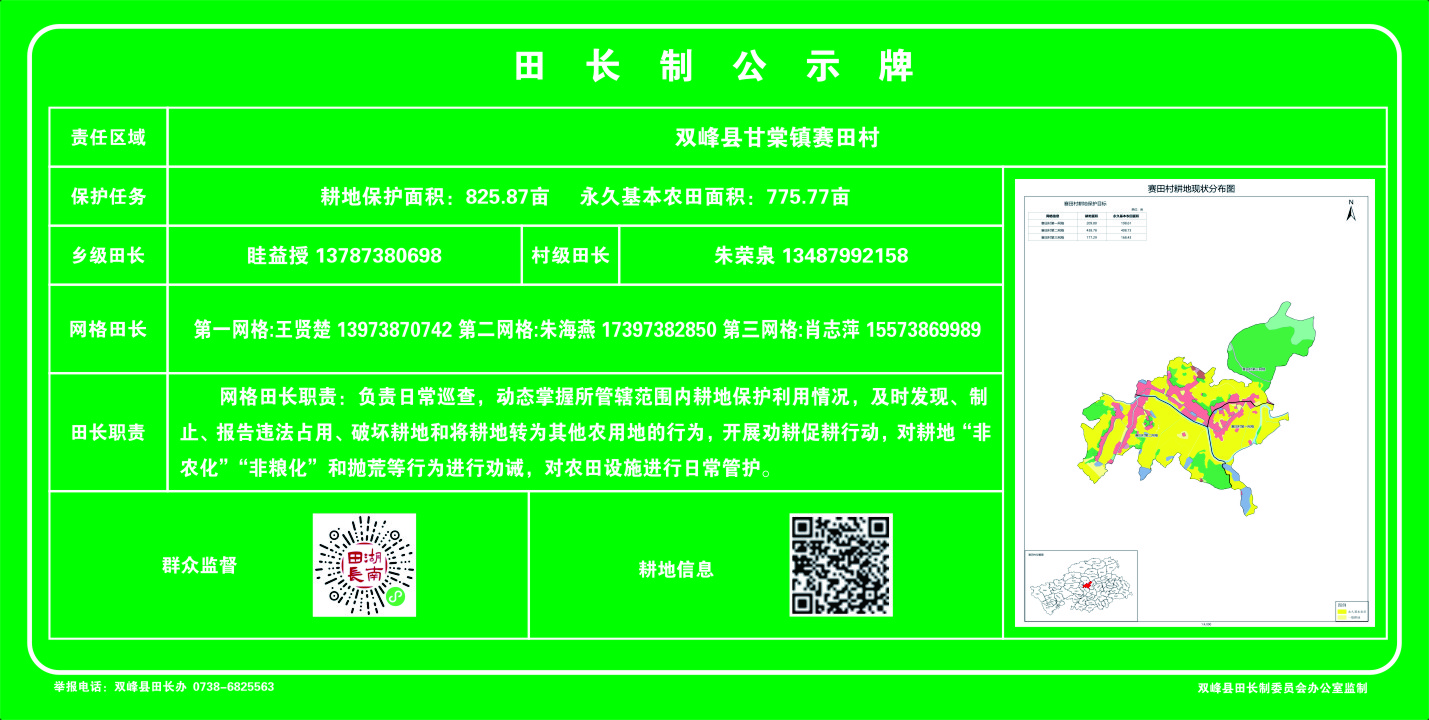 田长制公示牌
责任区域
双峰县甘棠镇赛田村
保护任务
耕地保护面积：825.87亩 永久基本农田面积：775.77亩
乡级田长
眭益授 13787380698
村级田长
朱荣泉 13487992158
网格田长
第一网格:王贤楚 13973870742 第二网格:朱海燕 17397382850 第三网格:肖志萍 15573869989
田长职责
网格田长职责：负责日常巡查，动态掌握所管辖范围内耕地保护利用情况，及时发现、制
止、报告违法占用、破坏耕地和将耕地转为其他农用地的行为，开展劝耕促耕行动，对耕地“非
农化”“非粮化”和抛荒等行为进行劝诫，对农田设施进行日常管护。
群众监督
湖南田長
耕地信息
赛田村耕地现状分布图
赛田村耕地保护目标
N
举报电话：双峰县田长办 0738-6825563
双峰县田长制委员会办公室监制